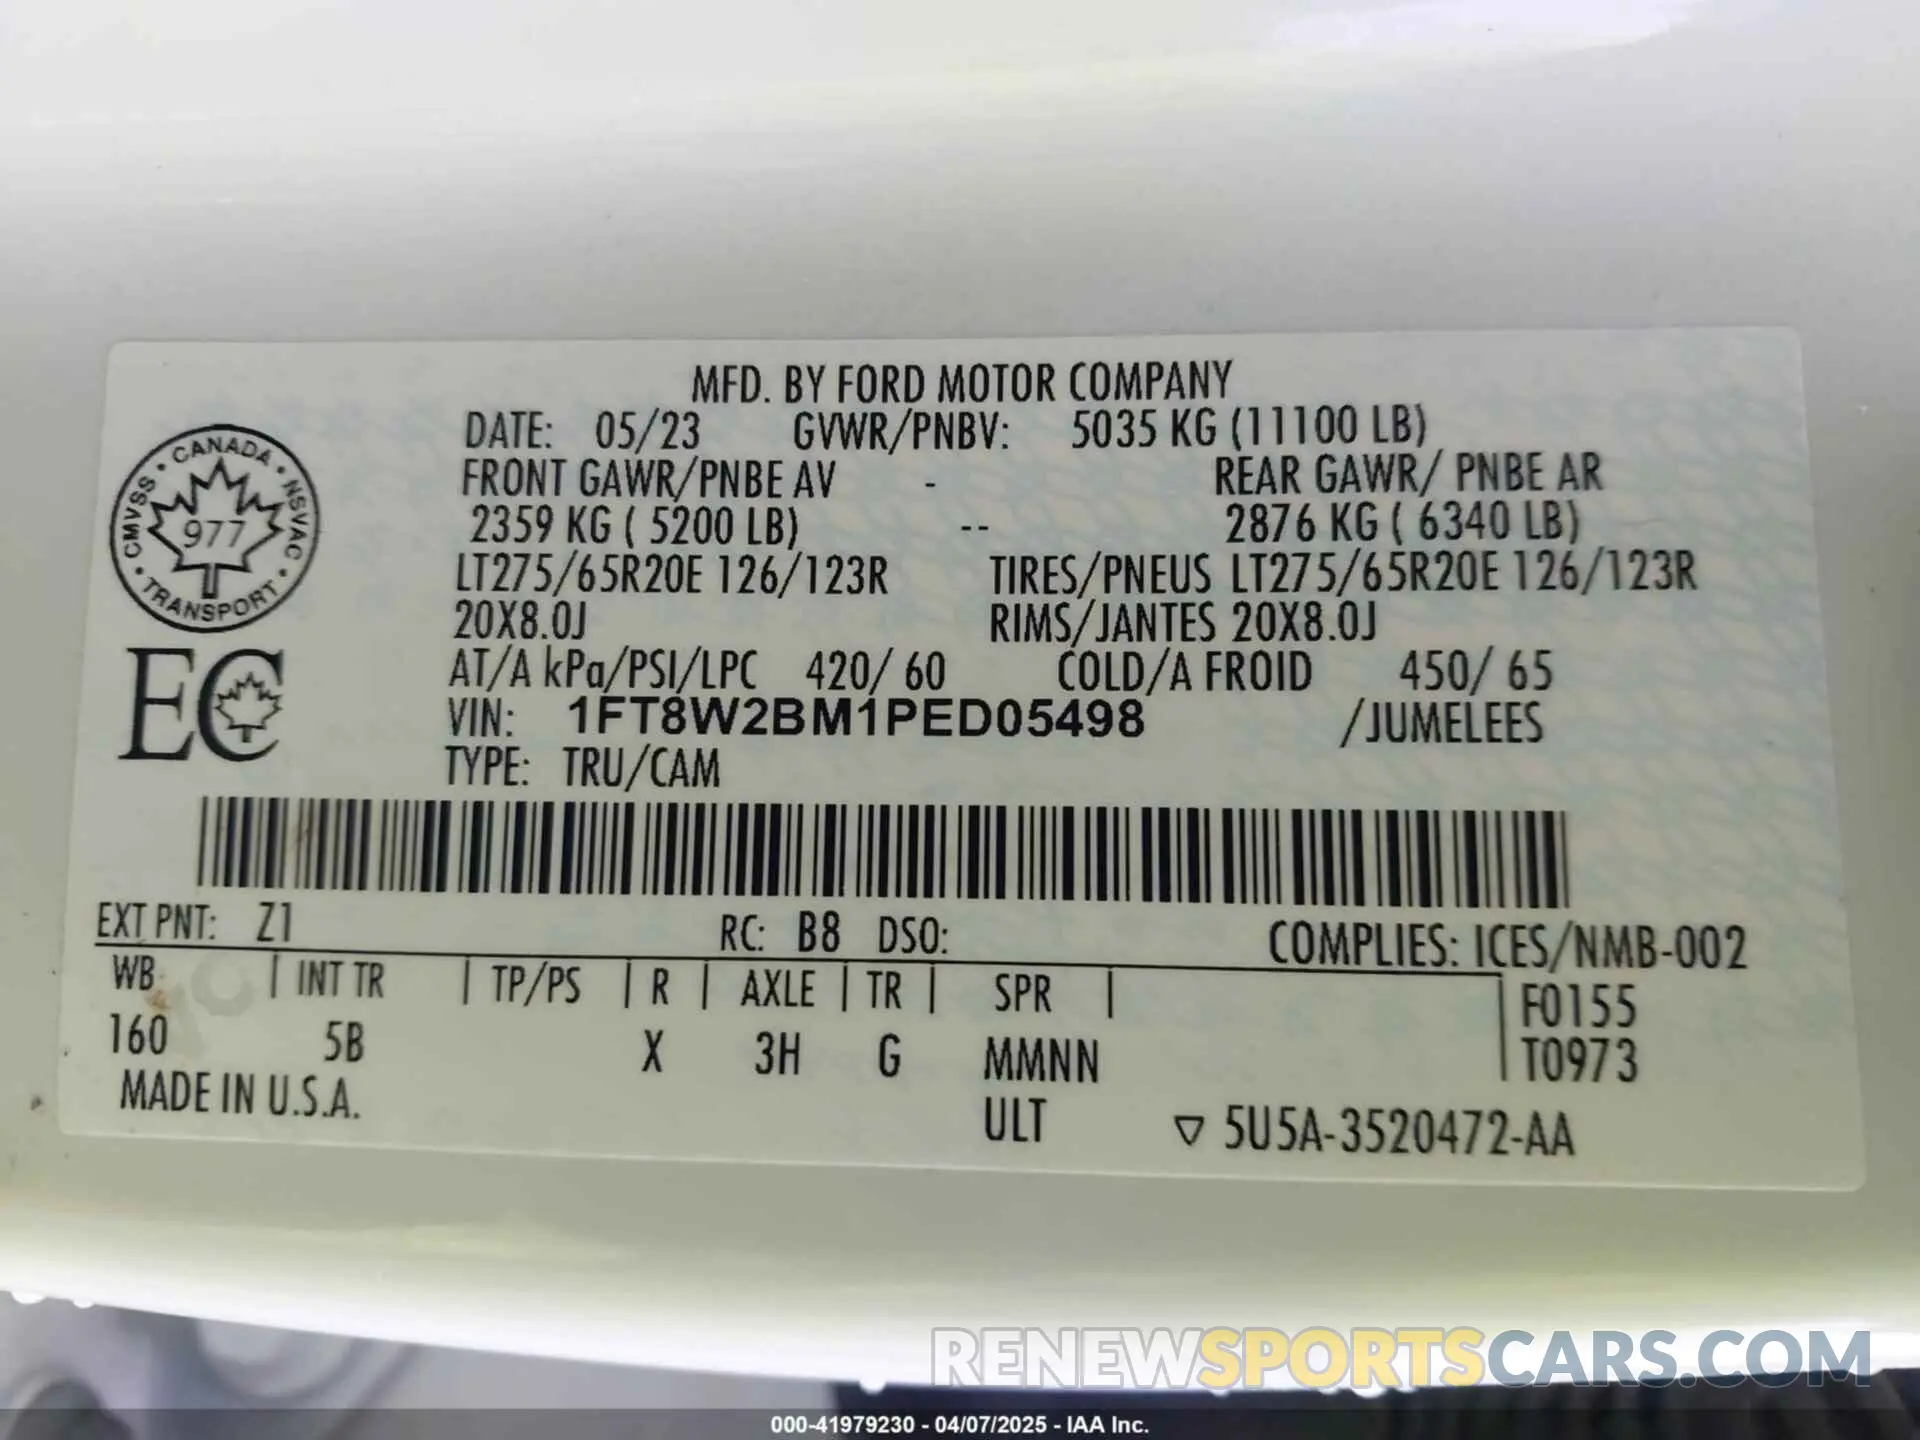 MFD. BY FORD MOTOR COMPANY
DATE: 05/23 GVWR/PNBV: 5035 KG (11100 LB)
FRONT GAWR/PNBE AV - REAR GAWR/ PNBE AR
2359 KG ( 5200 LB) -- 2876 KG ( 6340 LB)
LT275/65R20E 126/123R TIRES/PNEUS LT275/65R20E 126/123R
20X8.0J RIMS/JANTES 20X8.0J
AT/A kPa/PSI/LPC 420/ 60 COLD/A FROID 450/ 65
VIN: 1FT8W2BM1PED05498 /JUMELEES
TYPE: TRU/CAM
CANADA
CMVSS
NSVAC
977
TRANSPORT
EC
EXT PNT: Z1 RC: B8 DSO: COMPLIES: ICES/NMB-002
WB | INT TR | TP/PS | R | AXLE | TR | SPR | F0155
160 5B X 3H G MMNN T0973
MADE IN U.S.A. ULT ▽ 5U5A-3520472-AA
RENEWSPORTSCARS.COM
000-41979230 - 04/07/2025 - IAA Inc.